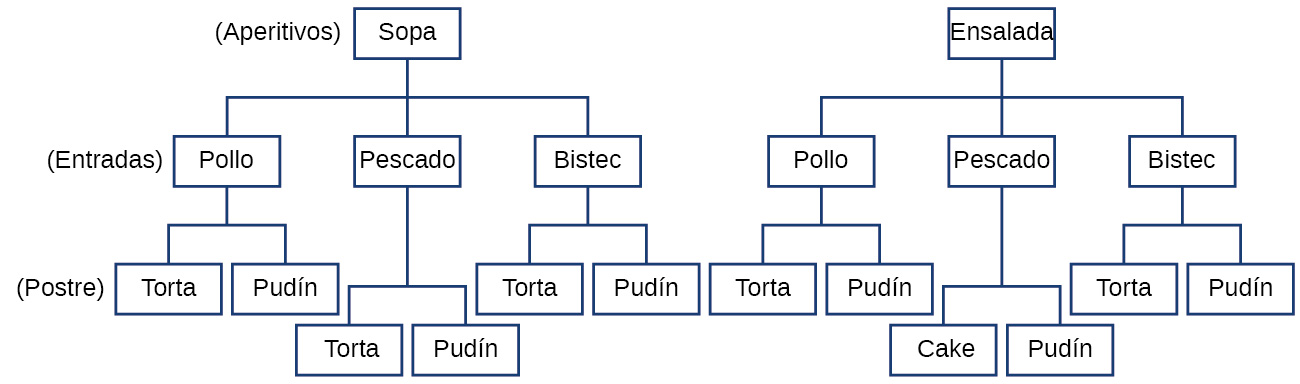 (Aperitivos) Sopa Ensalada
(Entradas) Pollo Pescado Bistec Pollo Pescado Bistec
(Postre) Torta Pudín Torta Pudín Torta Pudín Torta Pudín
Torta Pudín Cake Pudín